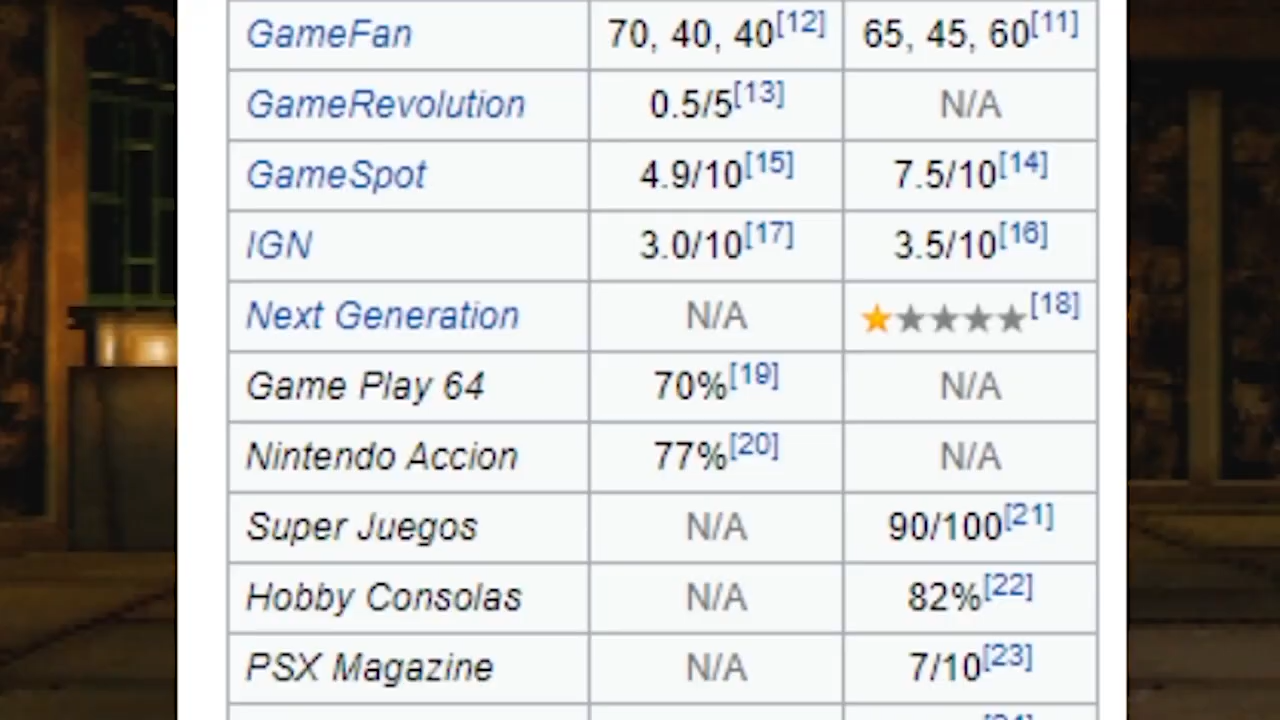 GameFan 70, 40, 40[12] 65, 45, 60[11]
GameRevolution 0.5/5[13] N/A
GameSpot 4.9/10[15] 7.5/10[14]
IGN 3.0/10[17] 3.5/10[16]
Next Generation N/A [18]
Game Play 64 70%[19] N/A
Nintendo Accion 77%[20] N/A
Super Juegos N/A 90/100[21]
Hobby Consolas N/A 82%[22]
PSX Magazine N/A 7/10[23]